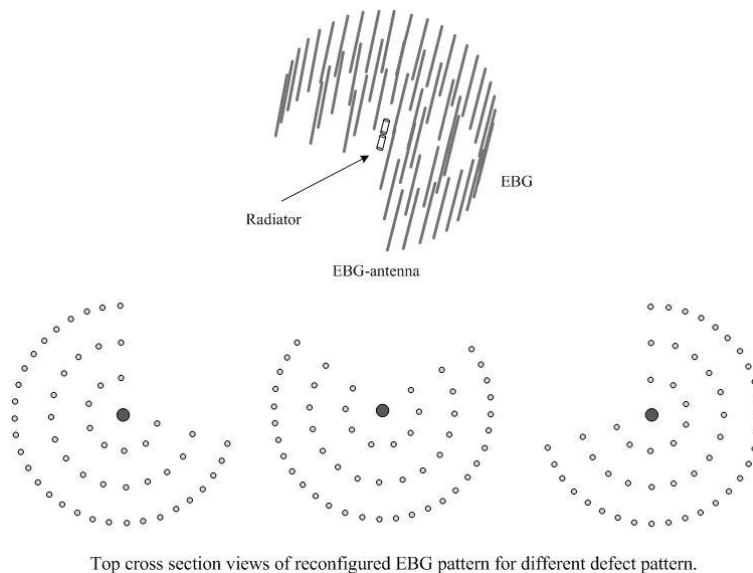 EBG
Radiator
EBG-antenna
Top cross section views of reconfigured EBG pattern for different defect pattern.